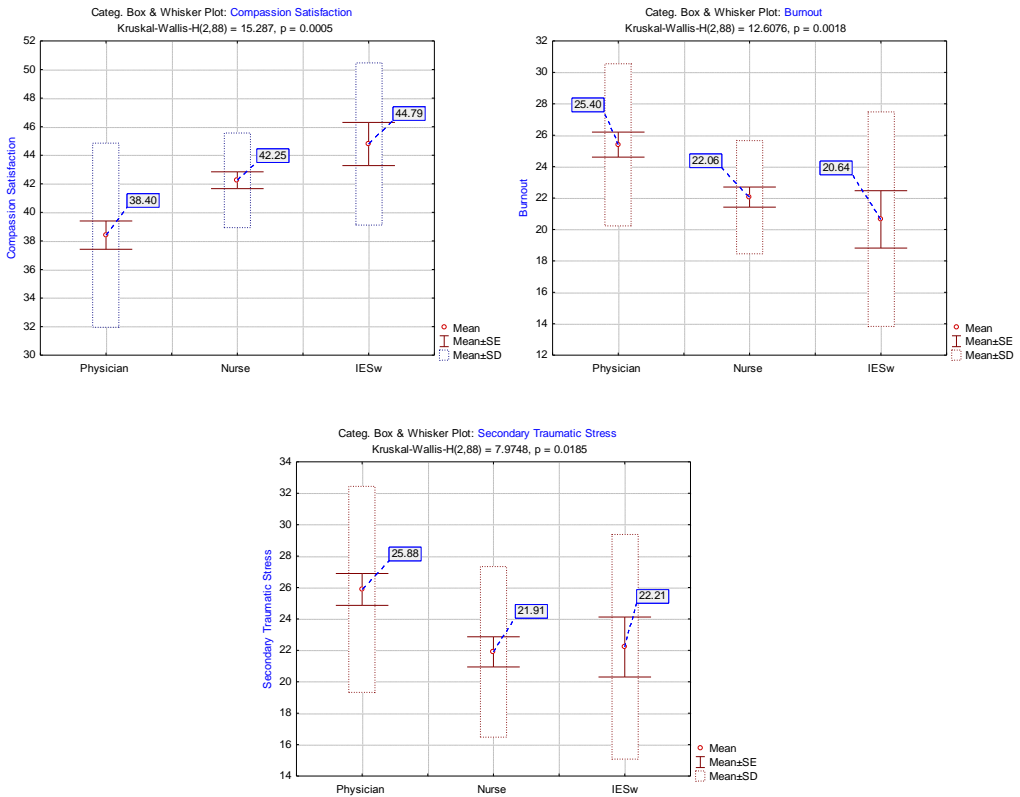 Categ. Box & Whisker Plot: Compassion Satisfaction
Kruskal-Wallis-H(2,88) = 15.287, p = 0.0005
52
50
48
46
44
42
40
38
36
34
32
30
Compassion Satisfaction
38.40
42.25
44.79
Physician Nurse IESw
Mean
Mean±SE
Mean±SD
Categ. Box & Whisker Plot: Burnout
Kruskal-Wallis-H(2,88) = 12.6076, p = 0.0018
32
30
28
26
24
22
20
18
16
14
12
Burnout
25.40
22.06
20.64
Physician Nurse IESw
Mean
Mean±SE
Mean±SD
Categ. Box & Whisker Plot: Secondary Traumatic Stress
Kruskal-Wallis-H(2,88) = 7.9748, p = 0.0185
34
32
30
28
26
24
22
20
18
16
14
Secondary Traumatic Stress
25.88
21.91
22.21
Physician Nurse IESw
Mean
Mean±SE
Mean±SD